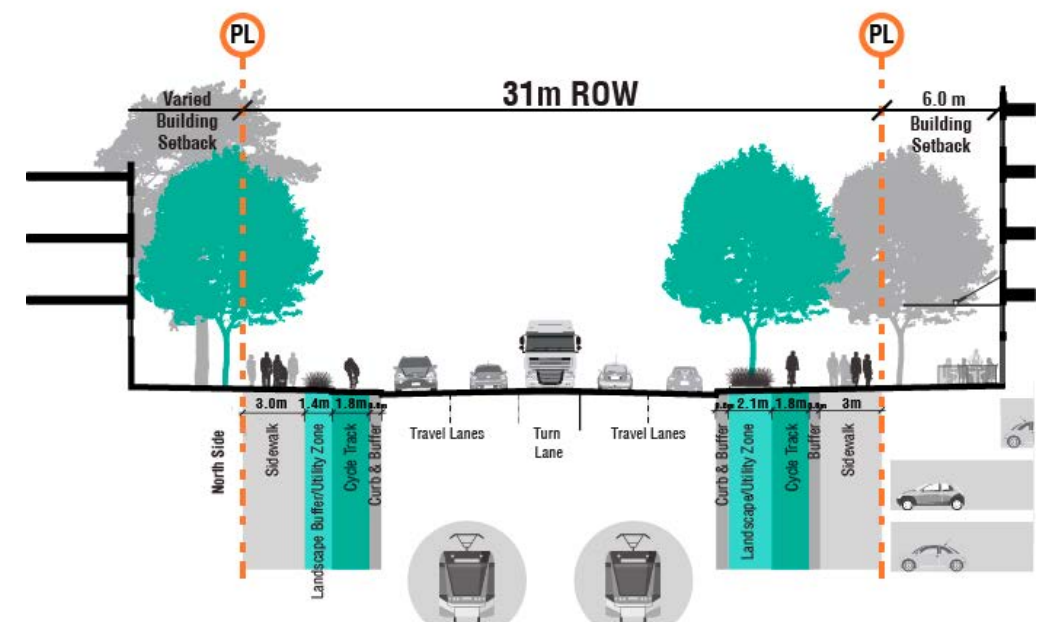 PL
PL
31m ROW
Varied
Building
Setback
6.0 m
Building
Setback
3.0m
1.4m
1.8m
2.1m
1.8m
3m
North Side
Sidewalk
Landscape Buffer/Utility Zone
Cycle Track
Curb & Buffer
Travel Lanes
Turn
Lane
Travel Lanes
Curb & Buffer
Landscape/Utility Zone
Cycle Track
Buffer
Sidewalk